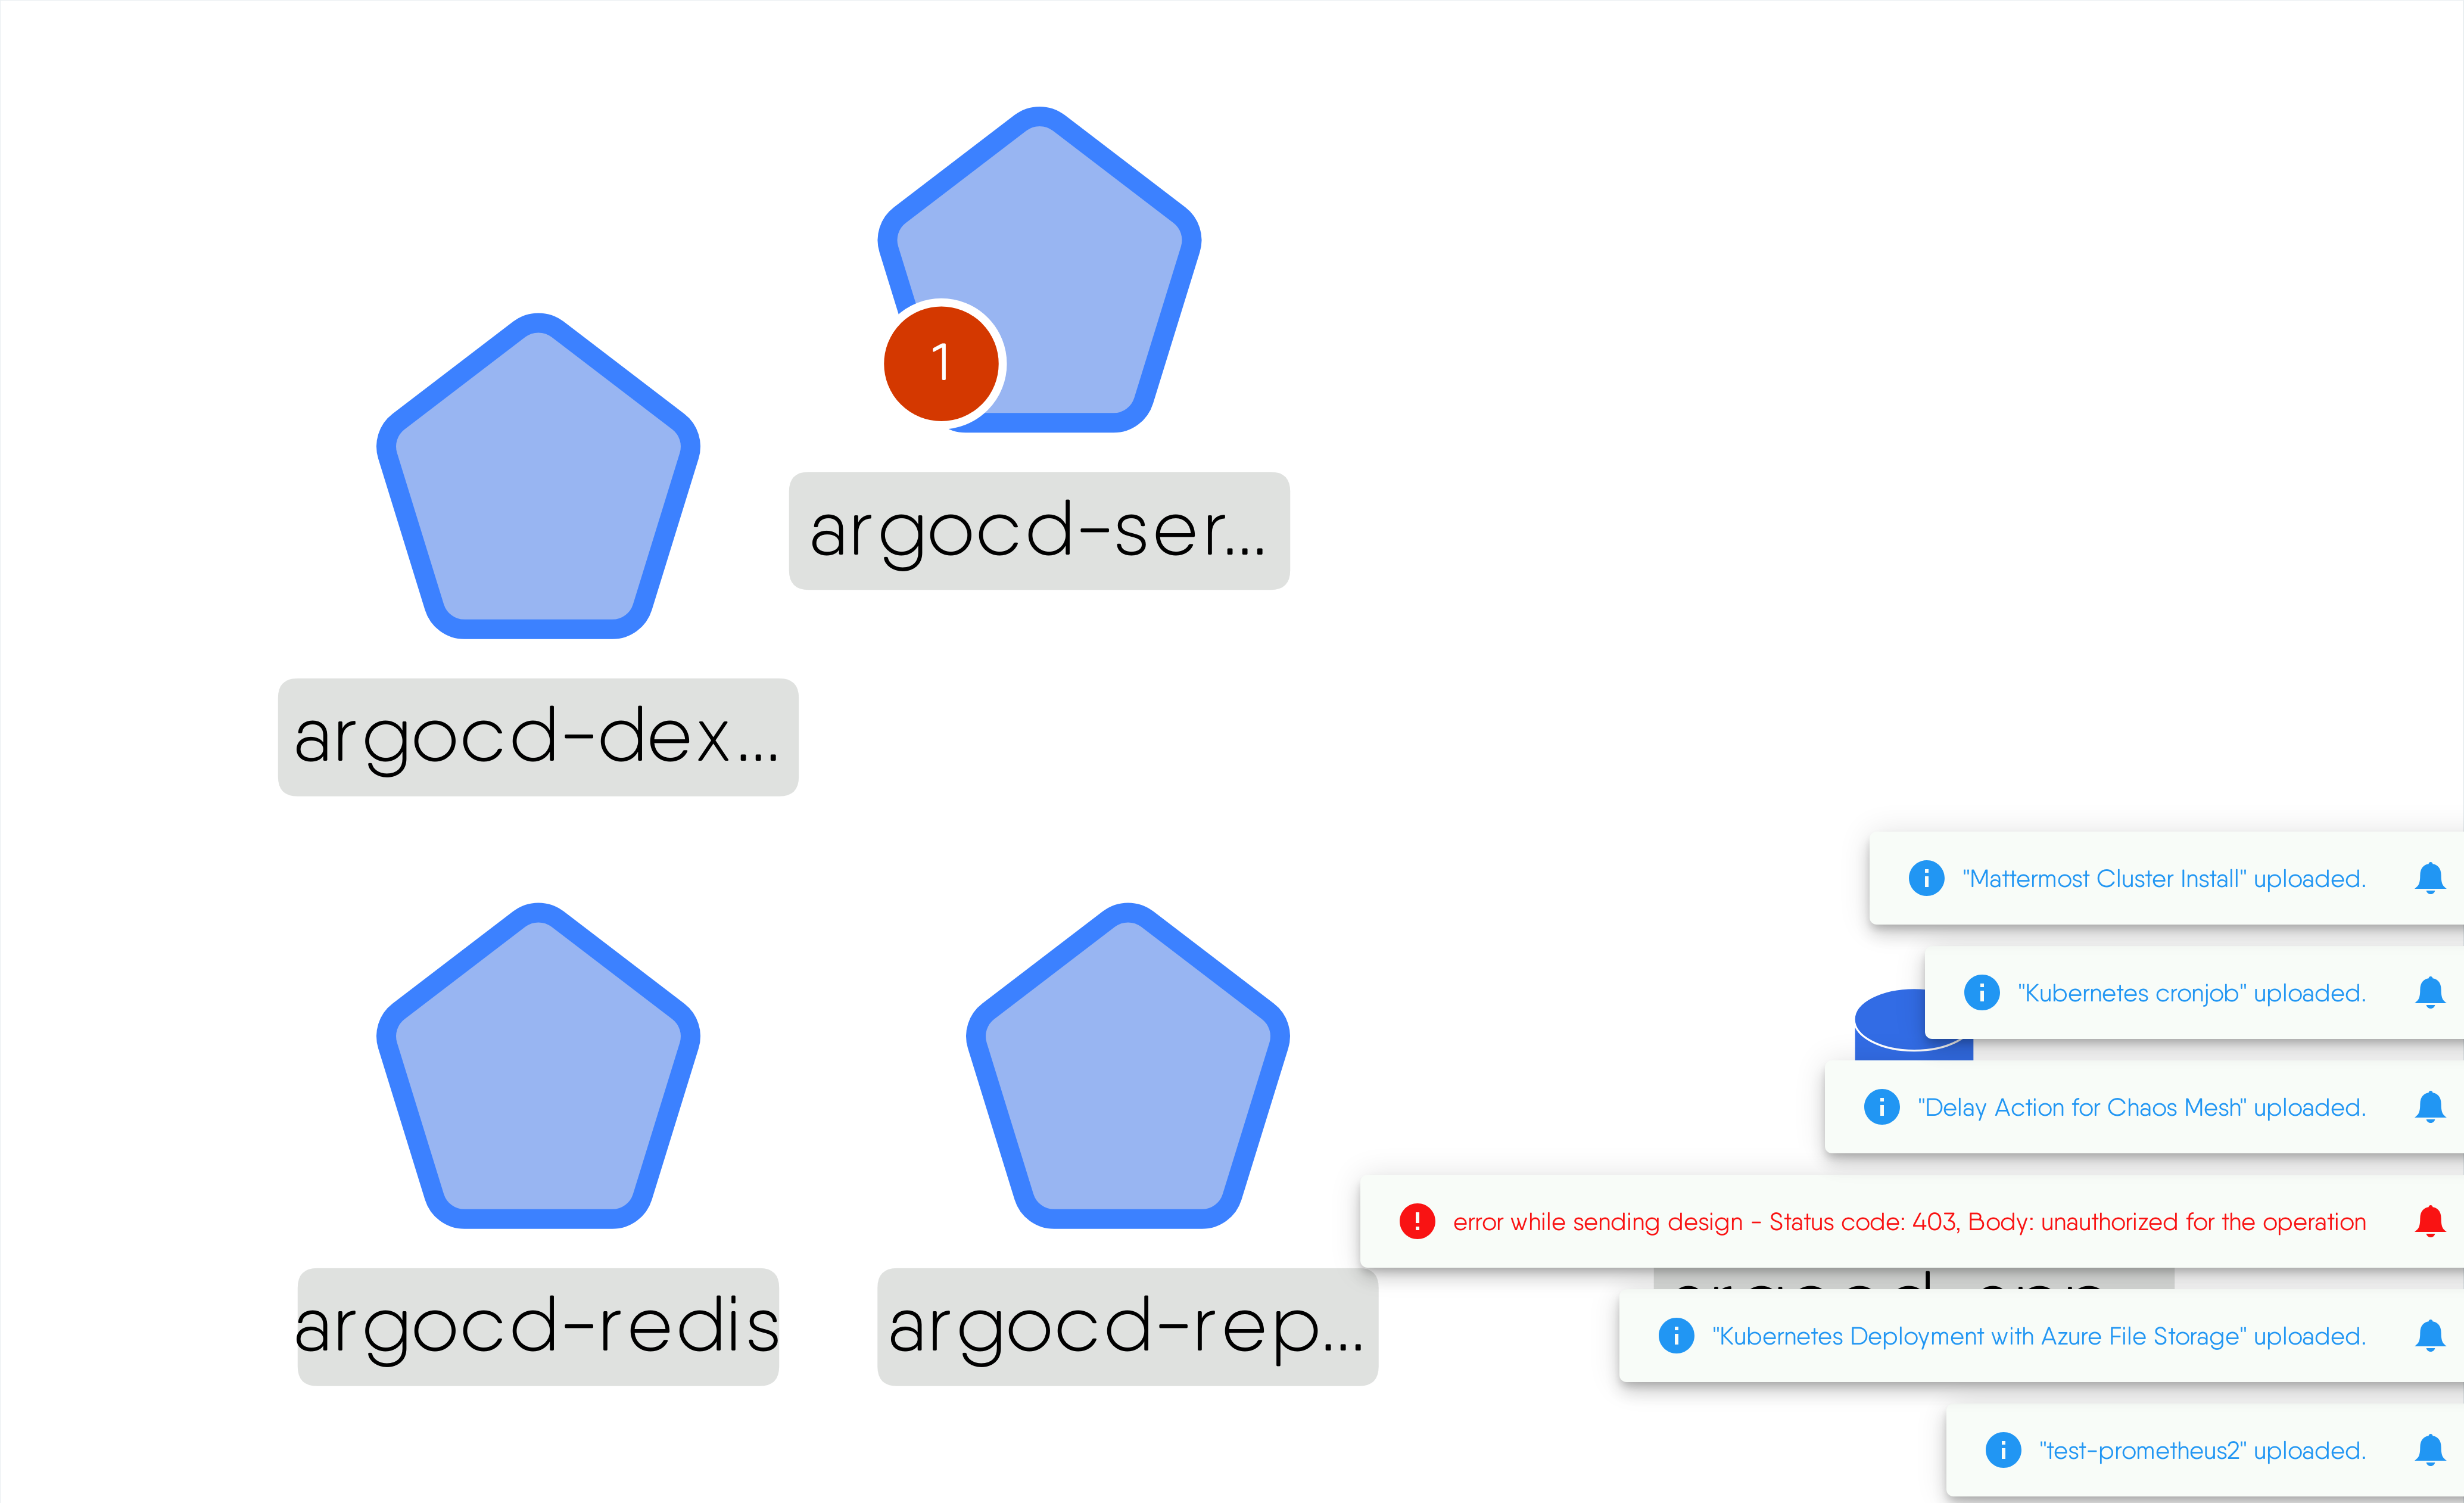 1
argocd-ser...
argocd-dex...
"Mattermost Cluster Install" uploaded.
"Kubernetes cronjob" uploaded.
"Delay Action for Chaos Mesh" uploaded.
error while sending design - Status code: 403, Body: unauthorized for the operation
argocd-redis
argocd-rep...
"Kubernetes Deployment with Azure File Storage" uploaded.
"test-prometheus2" uploaded.